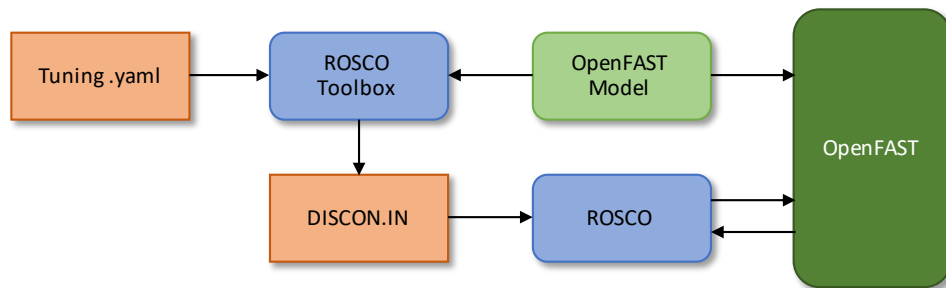 Tuning .yaml
ROSCO
Toolbox
OpenFAST
Model
OpenFAST
DISCON.IN
ROSCO